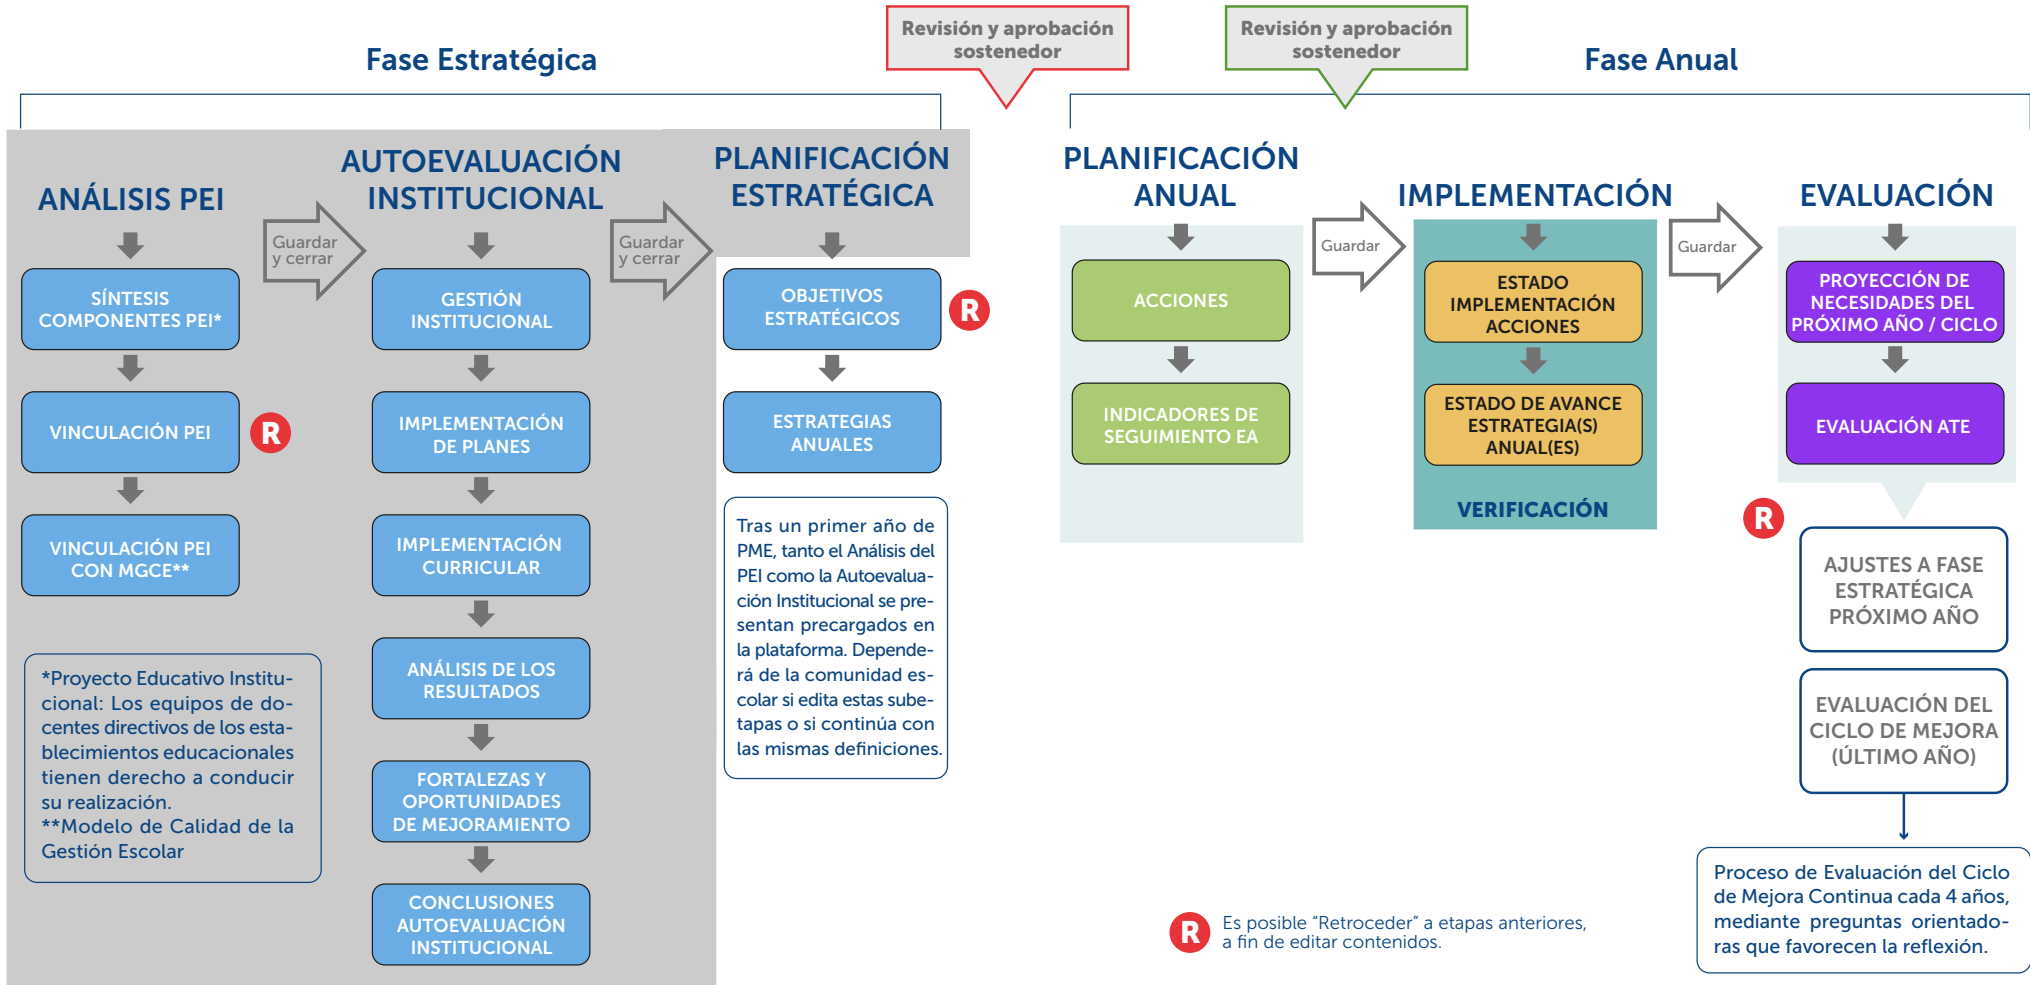 Fase Estratégica
Revisión y aprobación
sostenedor
Revisión y aprobación
sostenedor
Fase Anual
ANÁLISIS PEI
SÍNTESIS
COMPONENTES PEI*
VINCULACIÓN PEI
R
VINCULACIÓN PEI
CON MGCE**
*Proyecto Educativo Institu-
cional: Los equipos de do-
centes directivos de los esta-
blecimientos educacionales
tienen derecho a conducir
su realización.
**Modelo de Calidad de la
Gestión Escolar
Guardar
y cerrar
AUTOEVALUACIÓN
INSTITUCIONAL
GESTIÓN
INSTITUCIONAL
IMPLEMENTACIÓN
DE PLANES
IMPLEMENTACIÓN
CURRICULAR
ANÁLISIS DE LOS
RESULTADOS
FORTALEZAS Y
OPORTUNIDADES
DE MEJORAMIENTO
CONCLUSIONES
AUTOEVALUACIÓN
INSTITUCIONAL
Guardar
y cerrar
PLANIFICACIÓN
ESTRATÉGICA
OBJETIVOS
ESTRATÉGICOS
R
ESTRATEGIAS
ANUALES
Tras un primer año de
PME, tanto el Análisis del
PEI como la Autoevalua-
ción Institucional se pre-
sentan precargados en
la plataforma. Depende-
rá de la comunidad es-
colar si edita estas sube-
tapas o si continúa con
las mismas definiciones.
PLANIFICACIÓN
ANUAL
ACCIONES
INDICADORES DE
SEGUIMIENTO EA
Guardar
IMPLEMENTACIÓN
ESTADO
IMPLEMENTACIÓN
ACCIONES
ESTADO DE AVANCE
ESTRATEGIA(S)
ANUAL(ES)
VERIFICACIÓN
Guardar
EVALUACIÓN
PROYECCIÓN DE
NECESIDADES DEL
PRÓXIMO AÑO / CICLO
EVALUACIÓN ATE
R
AJUSTES A FASE
ESTRATÉGICA
PRÓXIMO AÑO
EVALUACIÓN DEL
CICLO DE MEJORA
(ÚLTIMO AÑO)
Proceso de Evaluación del Ciclo
de Mejora Continua cada 4 años,
mediante preguntas orientado-
ras que favorecen la reflexión.
R
Es posible “Retroceder” a etapas anteriores,
a fin de editar contenidos.